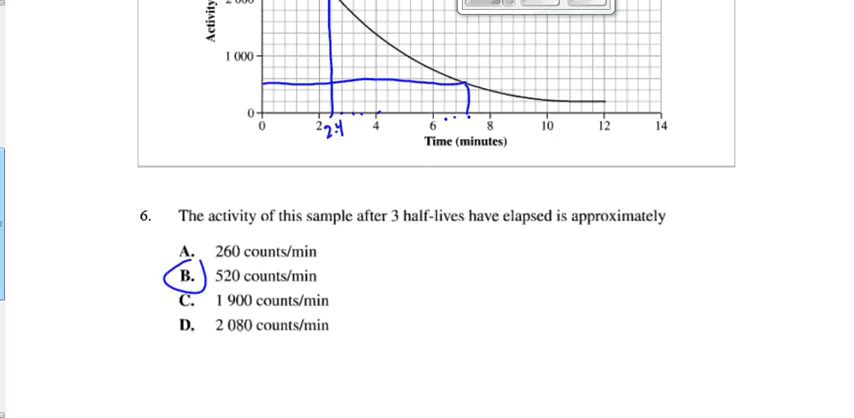 Activity
1 000
0
0 2 4 6 8 10 12 14
2.4
Time (minutes)
6. The activity of this sample after 3 half-lives have elapsed is approximately
A. 260 counts/min
B. 520 counts/min
C. 1 900 counts/min
D. 2 080 counts/min